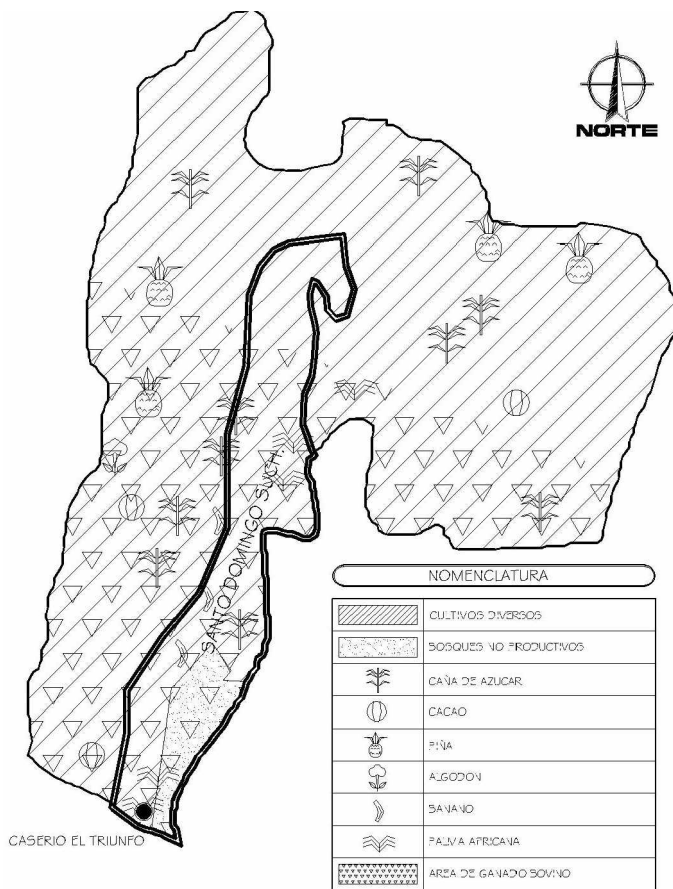 NORTE
SANTO DOMINGO SUCH.
CASERIO EL TRIUNFO
NOMENCLATURA
CULTIVOS DIVERSOS
BOSQUES NO PRODUCTIVOS
CAÑA DE AZUCAR
CACAO
PIÑA
ALGODON
BANANO
PALMA AFRICANA
AREA DE GANADO BOVINO